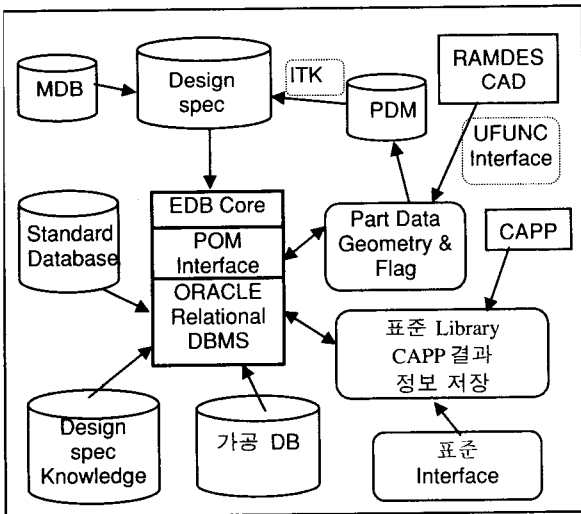 MDB
Design
spec
ITK
PDM
RAMDES
CAD
UFUNC
Interface
Standard
Database
EDB Core
POM
Interface
ORACLE
Relational
DBMS
Part Data
Geometry &
Flag
CAPP
표준 Library
CAPP 결과
정보 저장
Design
spec
Knowledge
가공 DB
표준
Interface